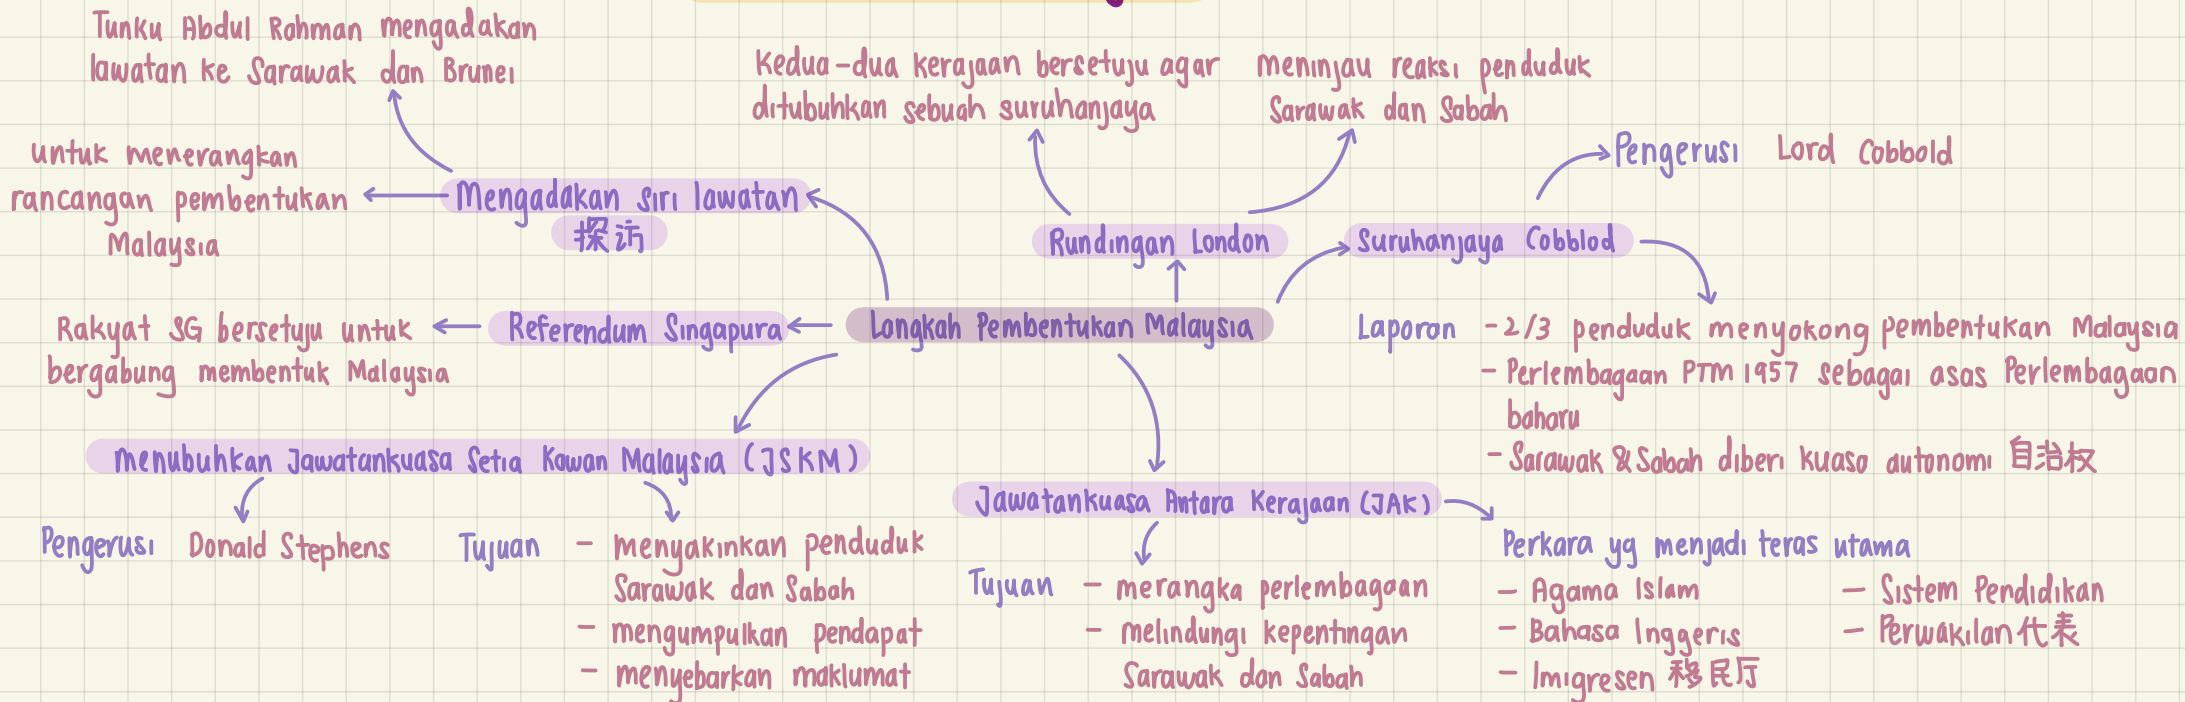 Tunku Abdul Rahman mengadakan
lawatan ke Sarawak dan Brunei
untuk menerangkan
rancangan pembentukan
Malaysia
Mengadakan siri lawatan
探访
Kedua-dua kerajaan bersetuju agar
ditubuhkan sebuah suruhanjaya
meninjau reaksi penduduk
Sarawak dan Sabah
Rundingan London
Pengerusi Lord Cobbold
Suruhanjaya Cobblod
Laporan -2/3 penduduk menyokong pembentukan Malaysia
- Perlembagaan PTM 1957 sebagai asas Perlembagaan
baharu
- Sarawak & Sabah diberi kuasa autonomi 自治权
Langkah Pembentukan Malaysia
Referendum Singapura
Rakyat SG bersetuju untuk
bergabung membentuk Malaysia
menubuhkan Jawatankuasa Setia Kawan Malaysia (JSKM)
Pengerusi Donald Stephens
Tujuan - menyakinkan penduduk
Sarawak dan Sabah
- mengumpulkan pendapat
- menyebarkan maklumat
Jawatankuasa Antara Kerajaan (JAK)
Tujuan - merangka perlembagaan
- melindungi kepentingan
Sarawak dan Sabah
Perkara yg menjadi teras utama
- Agama Islam
- Bahasa Inggeris
- Imigresen 移民厅
- Sistem Pendidikan
- Perwakilan 代表